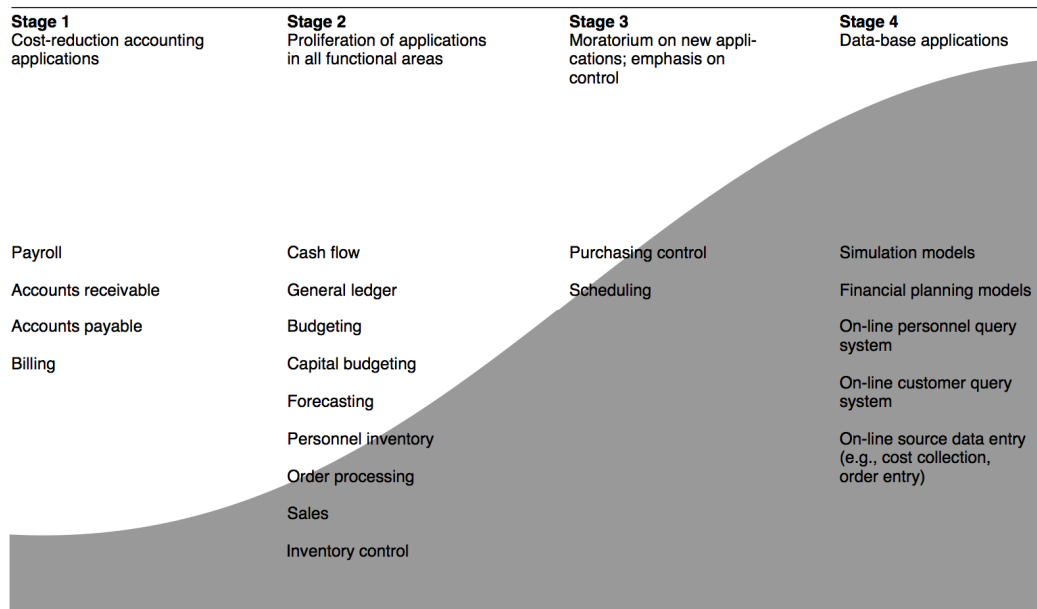 Stage 1
Cost-reduction accounting
applications
Stage 2
Proliferation of applications
in all functional areas
Stage 3
Moratorium on new appli-
cations; emphasis on
control
Stage 4
Data-base applications
Payroll
Accounts receivable
Accounts payable
Billing
Cash flow
General ledger
Budgeting
Capital budgeting
Forecasting
Personnel inventory
Order processing
Sales
Inventory control
Purchasing control
Scheduling
Simulation models
Financial planning models
On-line personnel query
system
On-line customer query
system
On-line source data entry
(e.g., cost collection,
order entry)